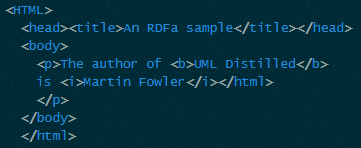 <HTML>
<head><title>An RDFa sample</title></head>
<body>
<p>The author of <b>UML Distilled</b>
is <i>Martin Fowler</i></html>
</p>
</body>
</html>